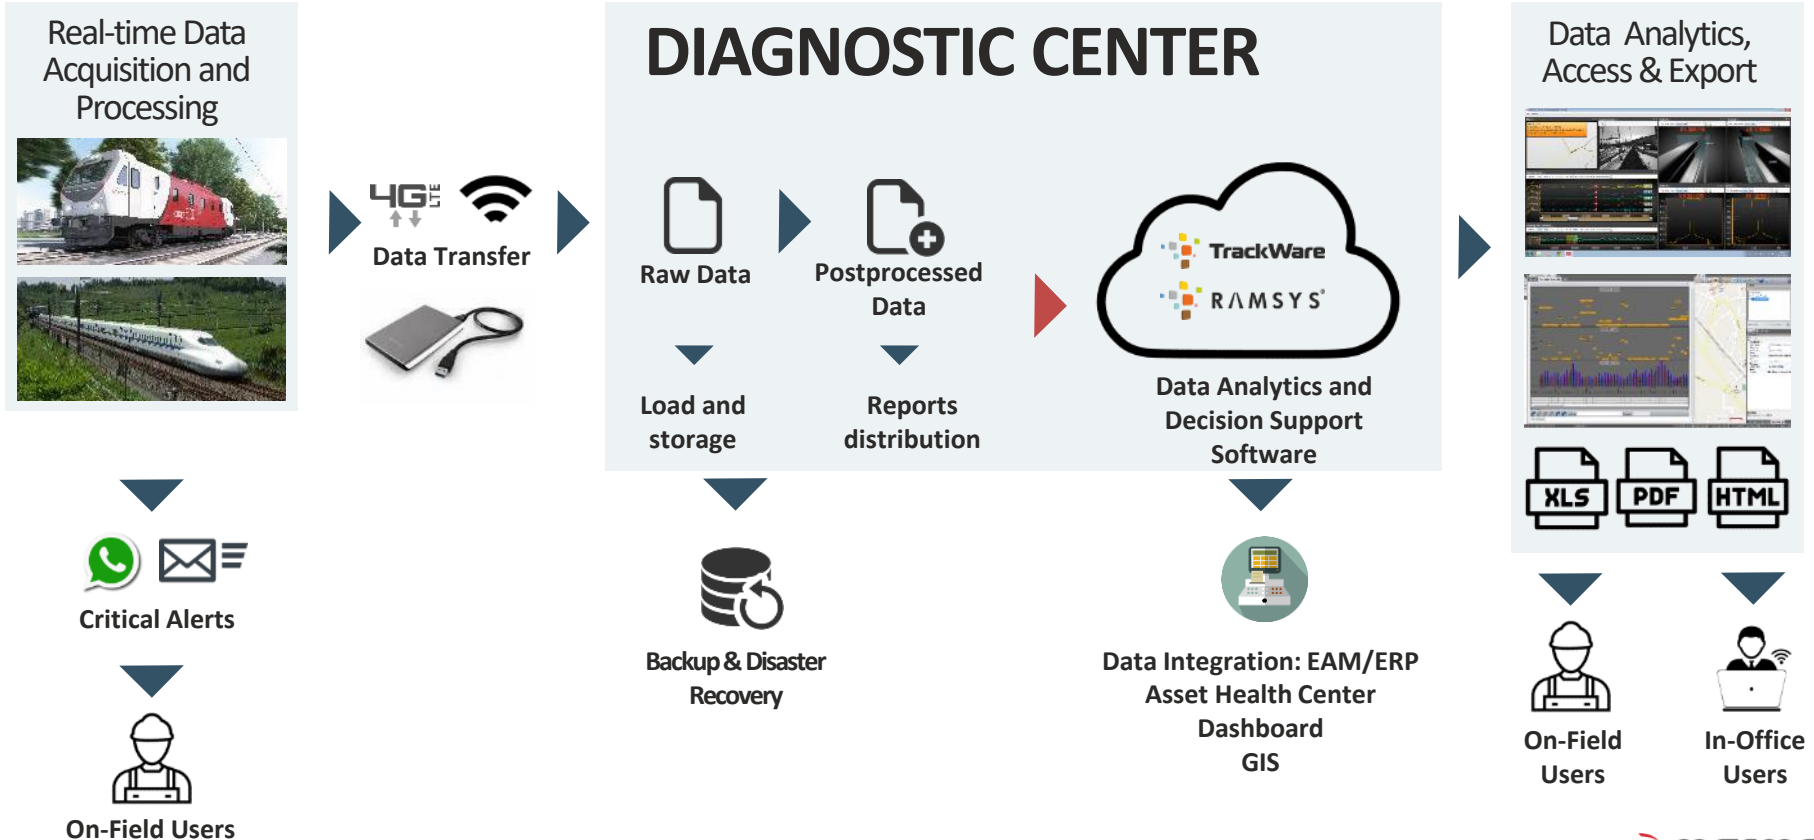 Real-time Data
Acquisition and
Processing
DIAGNOSTIC CENTER
Data Analytics,
Access & Export
4G LTE
Data Transfer
Raw Data
Postprocessed
Data
TrackWare
RAMSYS®
Load and
storage
Reports
distribution
Data Analytics and
Decision Support
Software
XLS
PDF
HTML
Critical Alerts
Backup & Disaster
Recovery
Data Integration: EAM/ERP
Asset Health Center
Dashboard
GIS
On-Field
Users
In-Office
Users
On-Field Users